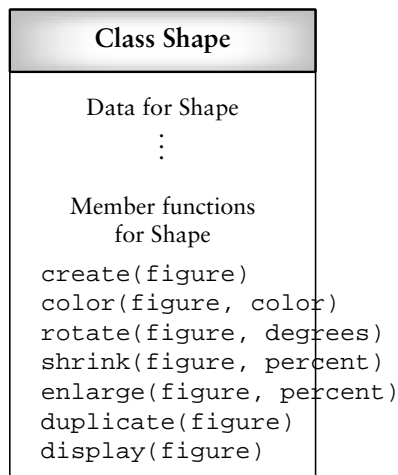 Class Shape
Data for Shape
⋮
Member functions
for Shape
create(figure)
color(figure, color)
rotate(figure, degrees)
shrink(figure, percent)
enlarge(figure, percent)
duplicate(figure)
display(figure)